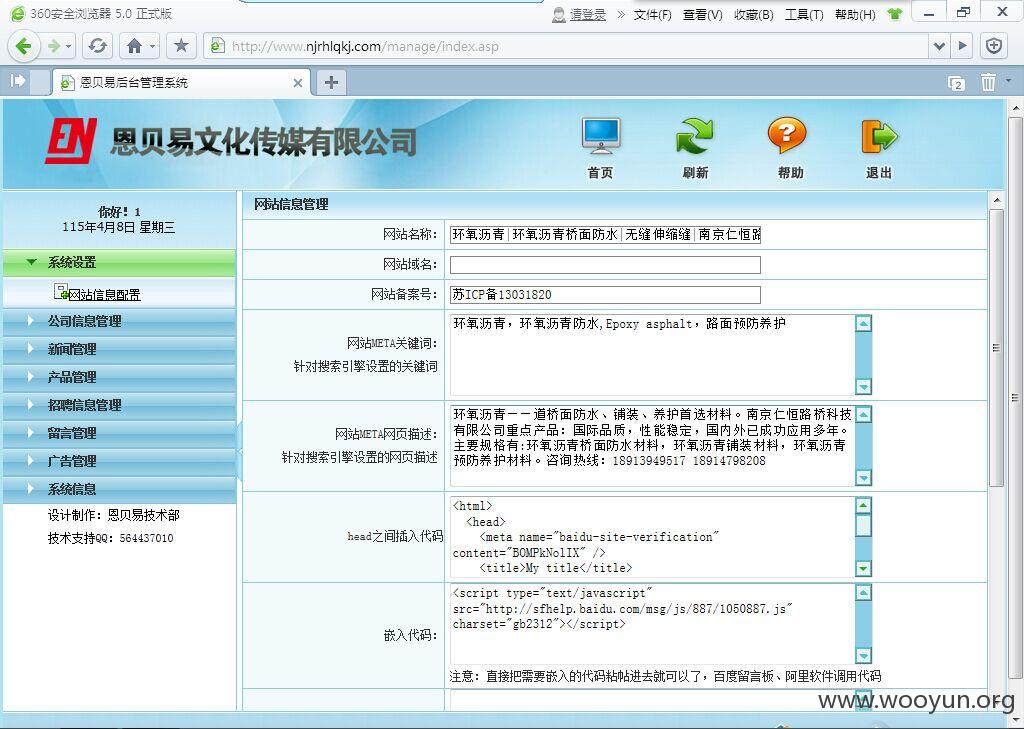 360安全浏览器 5.0 正式版
请登录 » 文件(F) 查看(V) 收藏(B) 工具(T) 帮助(H)
http://www.njrhlqkj.com/manage/index.asp
恩贝易后台管理系统
2
EN 恩贝易文化传媒有限公司
首页 刷新 帮助 退出
你好! 1
115年4月8日 星期三
系统设置
网站信息配置
公司信息管理
新闻管理
产品管理
招聘信息管理
留言管理
广告管理
系统信息
设计制作: 恩贝易技术部
技术支持QQ: 564437010
网站信息管理
网站名称: 环氧沥青|环氧沥青桥面防水|无缝伸缩缝|南京仁恒路
网站域名:
网站备案号: 苏ICP备13031820
网站META关键词:
针对搜索引擎设置的关键词
环氧沥青，环氧沥青防水,Epoxy asphalt，路面预防养护
网站META网页描述:
针对搜索引擎设置的网页描述
环氧沥青－－道桥面防水、铺装、养护首选材料。南京仁恒路桥科技
有限公司重点产品: 国际品质，性能稳定，国内外已成功应用多年。
主要规格有:环氧沥青桥面防水材料，环氧沥青铺装材料，环氧沥青
预防养护材料。咨询热线: 18913949517 18914798208
head之间插入代码
<html>
<head>
<meta name="baidu-site-verification"
content="BOMPkNolIX" />
<title>My title</title>
嵌入代码:
<script type="text/javascript"
src="http://sfhelp.baidu.com/msg/js/887/1050887.js"
charset="gb2312"></script>
注意: 直接把需要嵌入的代码粘帖进去就可以了，百度留言板、阿里软件调用代码
www.wooyun.org